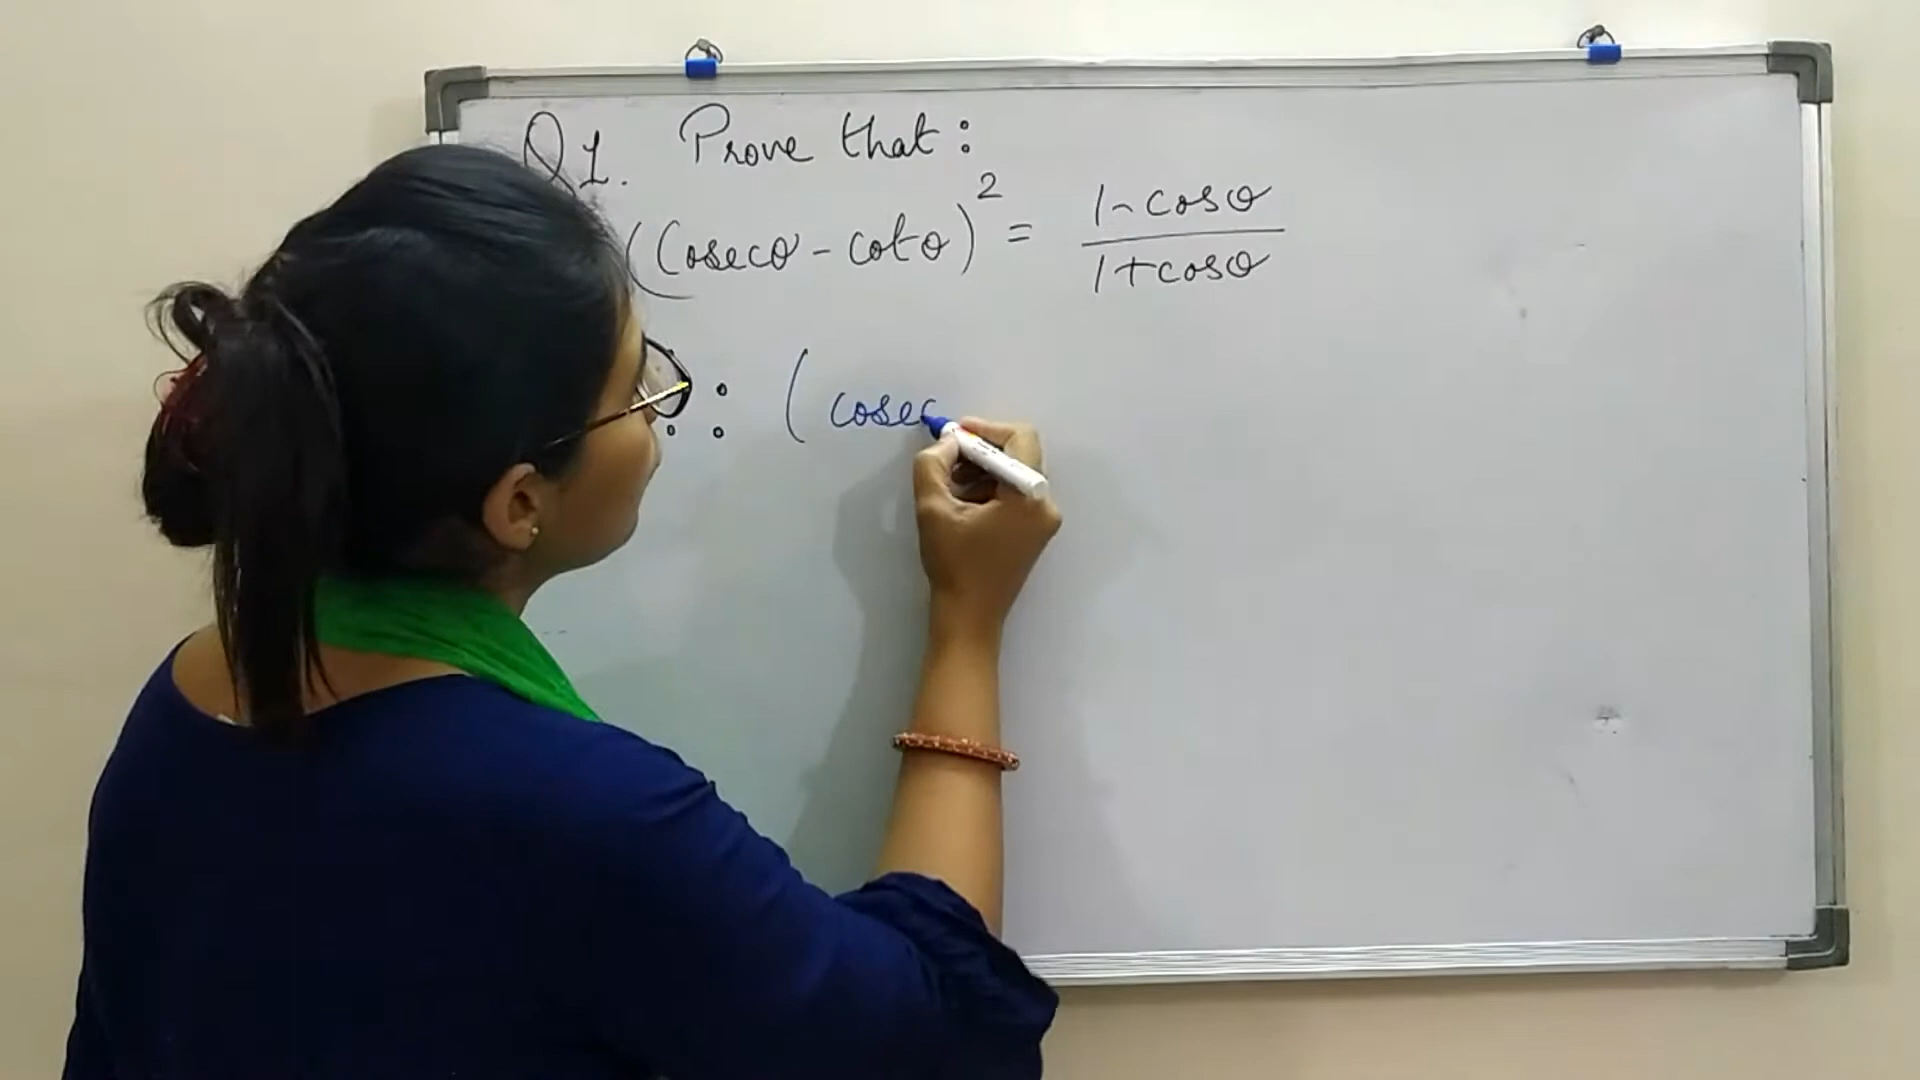 Q1. Prove that :
(Cosecθ - cotθ)² = 1-cosθ / 1+cosθ
: : ( cosec